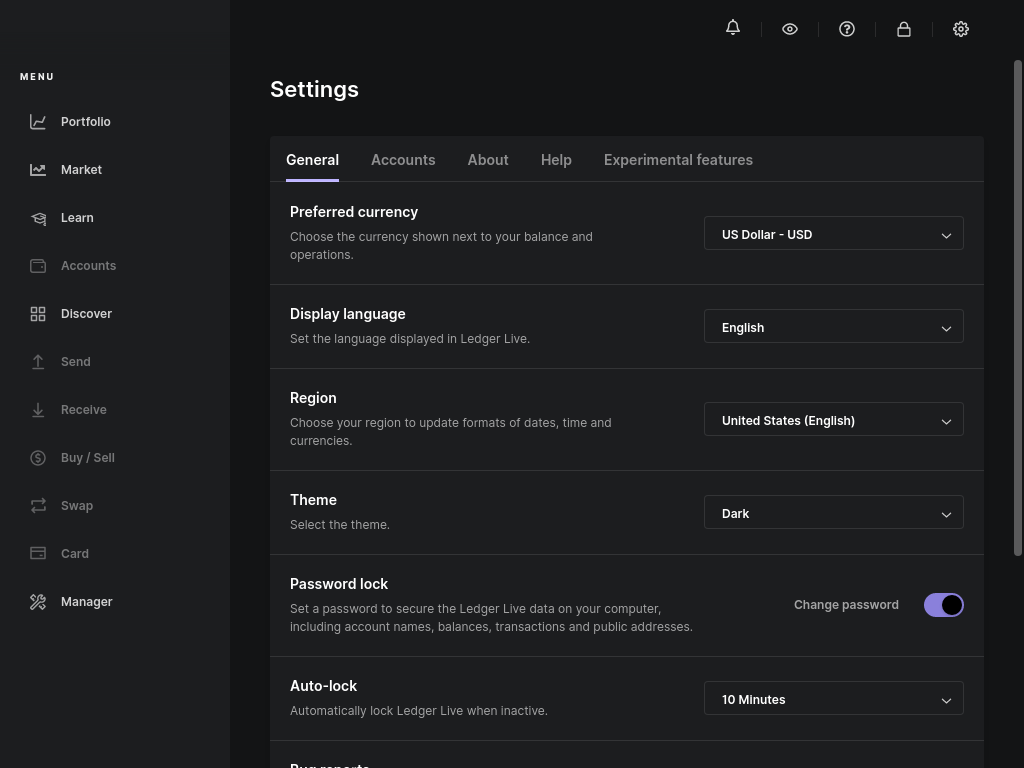 MENU
Portfolio
Market
Learn
Accounts
Discover
Send
Receive
Buy / Sell
Swap
Card
Manager
Settings
General
Accounts
About
Help
Experimental features
Preferred currency
Choose the currency shown next to your balance and
operations.
US Dollar - USD
Display language
Set the language displayed in Ledger Live.
English
Region
Choose your region to update formats of dates, time and
currencies.
United States (English)
Theme
Select the theme.
Dark
Password lock
Set a password to secure the Ledger Live data on your computer,
including account names, balances, transactions and public addresses.
Change password
Auto-lock
Automatically lock Ledger Live when inactive.
10 Minutes
Bug reports